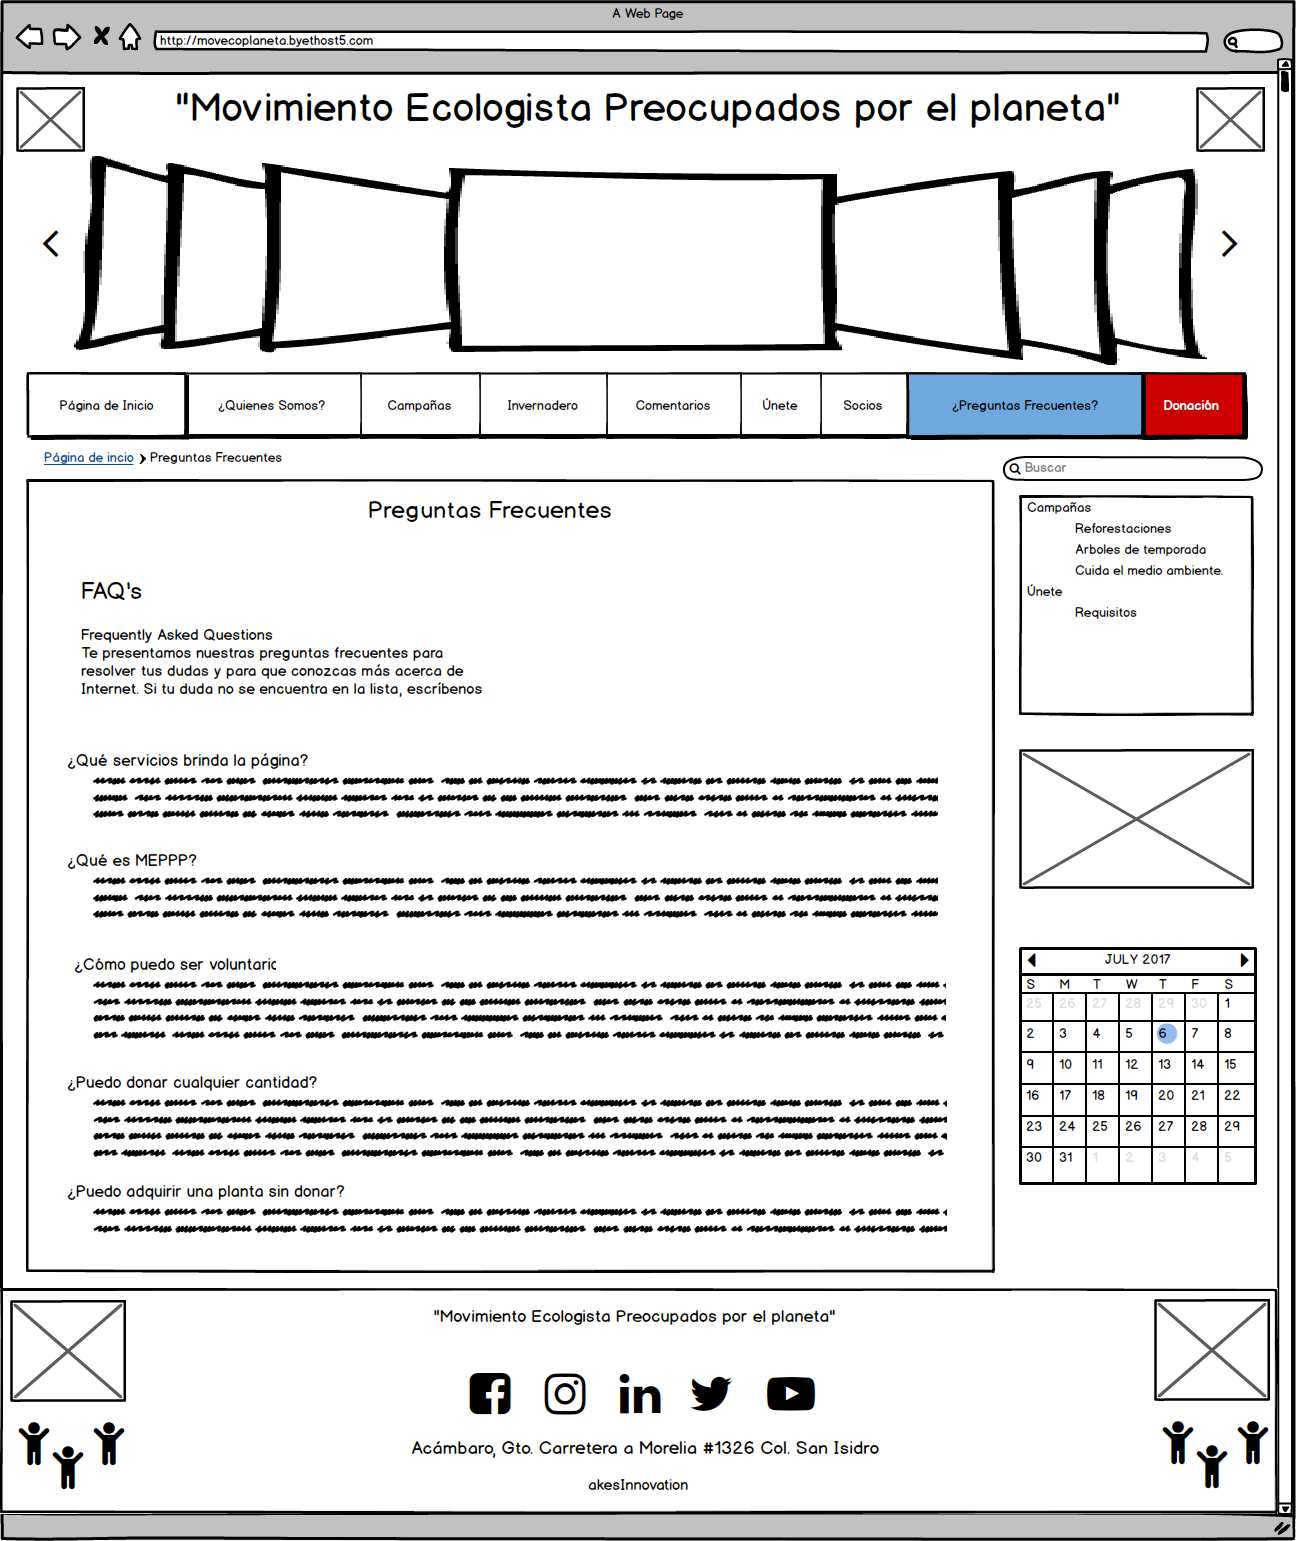 A Web Page
http://movecoplaneta.byethost5.com
"Movimiento Ecologista Preocupados por el planeta"
Página de Inicio
¿Quienes Somos?
Campañas
Invernadero
Comentarios
Únete
Socios
¿Preguntas Frecuentes?
Donación
Página de incio Preguntas Frecuentes
Buscar
Preguntas Frecuentes
FAQ's
Frequently Asked Questions
Te presentamos nuestras preguntas frecuentes para
resolver tus dudas y para que conozcas más acerca de
Internet. Si tu duda no se encuentra en la lista, escríbenos
¿Qué servicios brinda la página?
¿Qué es MEPPP?
¿Cómo puedo ser voluntario
¿Puedo donar cualquier cantidad?
¿Puedo adquirir una planta sin donar?
Campañas
Reforestaciones
Arboles de temporada
Cuida el medio ambiente.
Únete
Requisitos
JULY 2017
S M T W T F S
25 26 27 28 29 30 1
2 3 4 5 6 7 8
9 10 11 12 13 14 15
16 17 18 19 20 21 22
23 24 25 26 27 28 29
30 31 1 2 3 4 5
"Movimiento Ecologista Preocupados por el planeta"
Acámbaro, Gto. Carretera a Morelia #1326 Col. San Isidro
akesInnovation